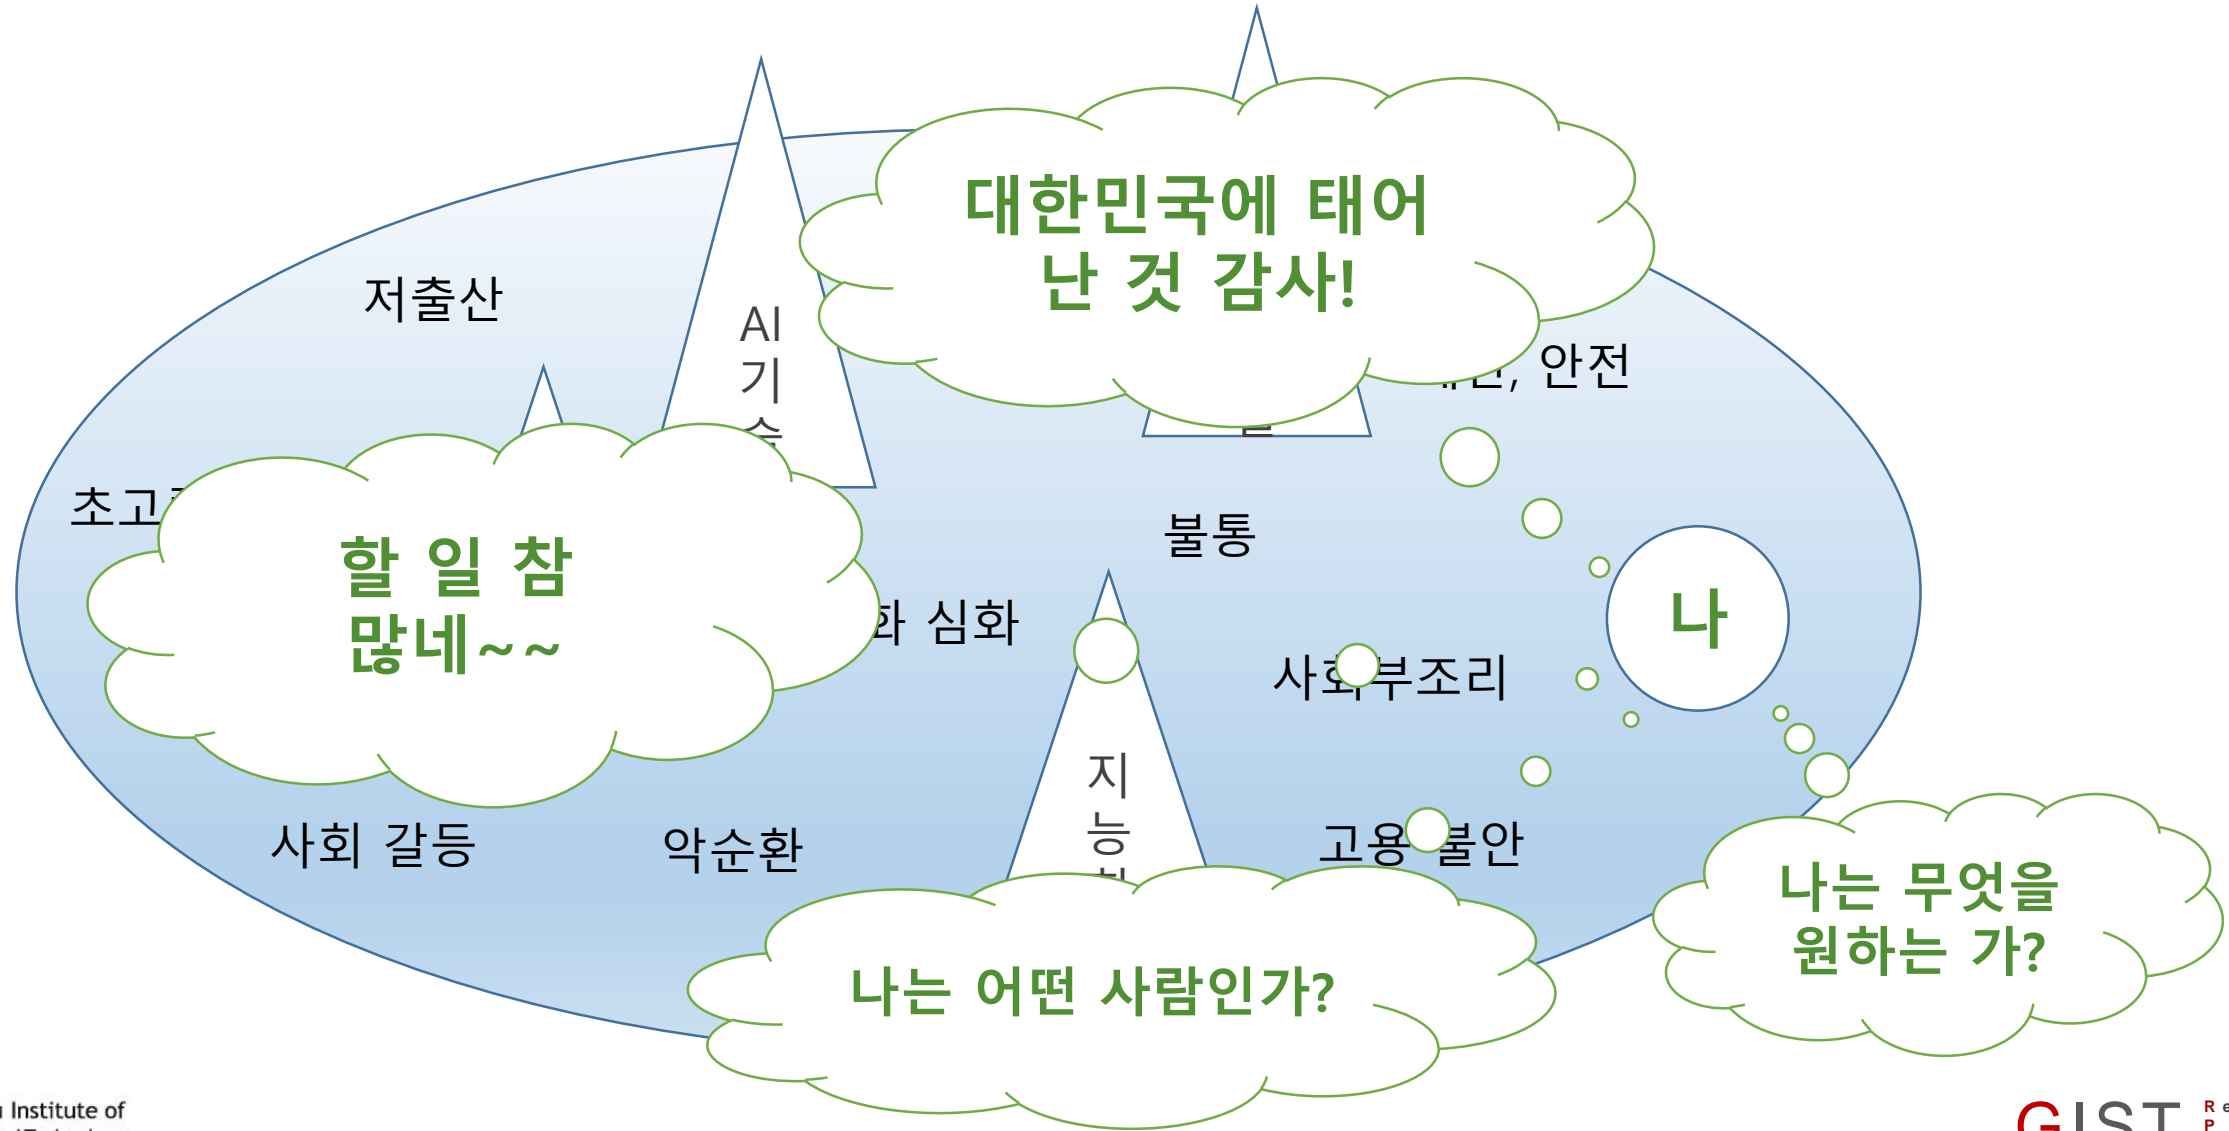 대한민국에 태어
난 것 감사!
저출산
AI
기
안전
초고
불통
할 일 참
많네~~
나
화 심화
사회부조리
지
능
사회 갈등
악순환
고용 불안
나는 무엇을
원하는 가?
나는 어떤 사람인가?
Institute of
GIST